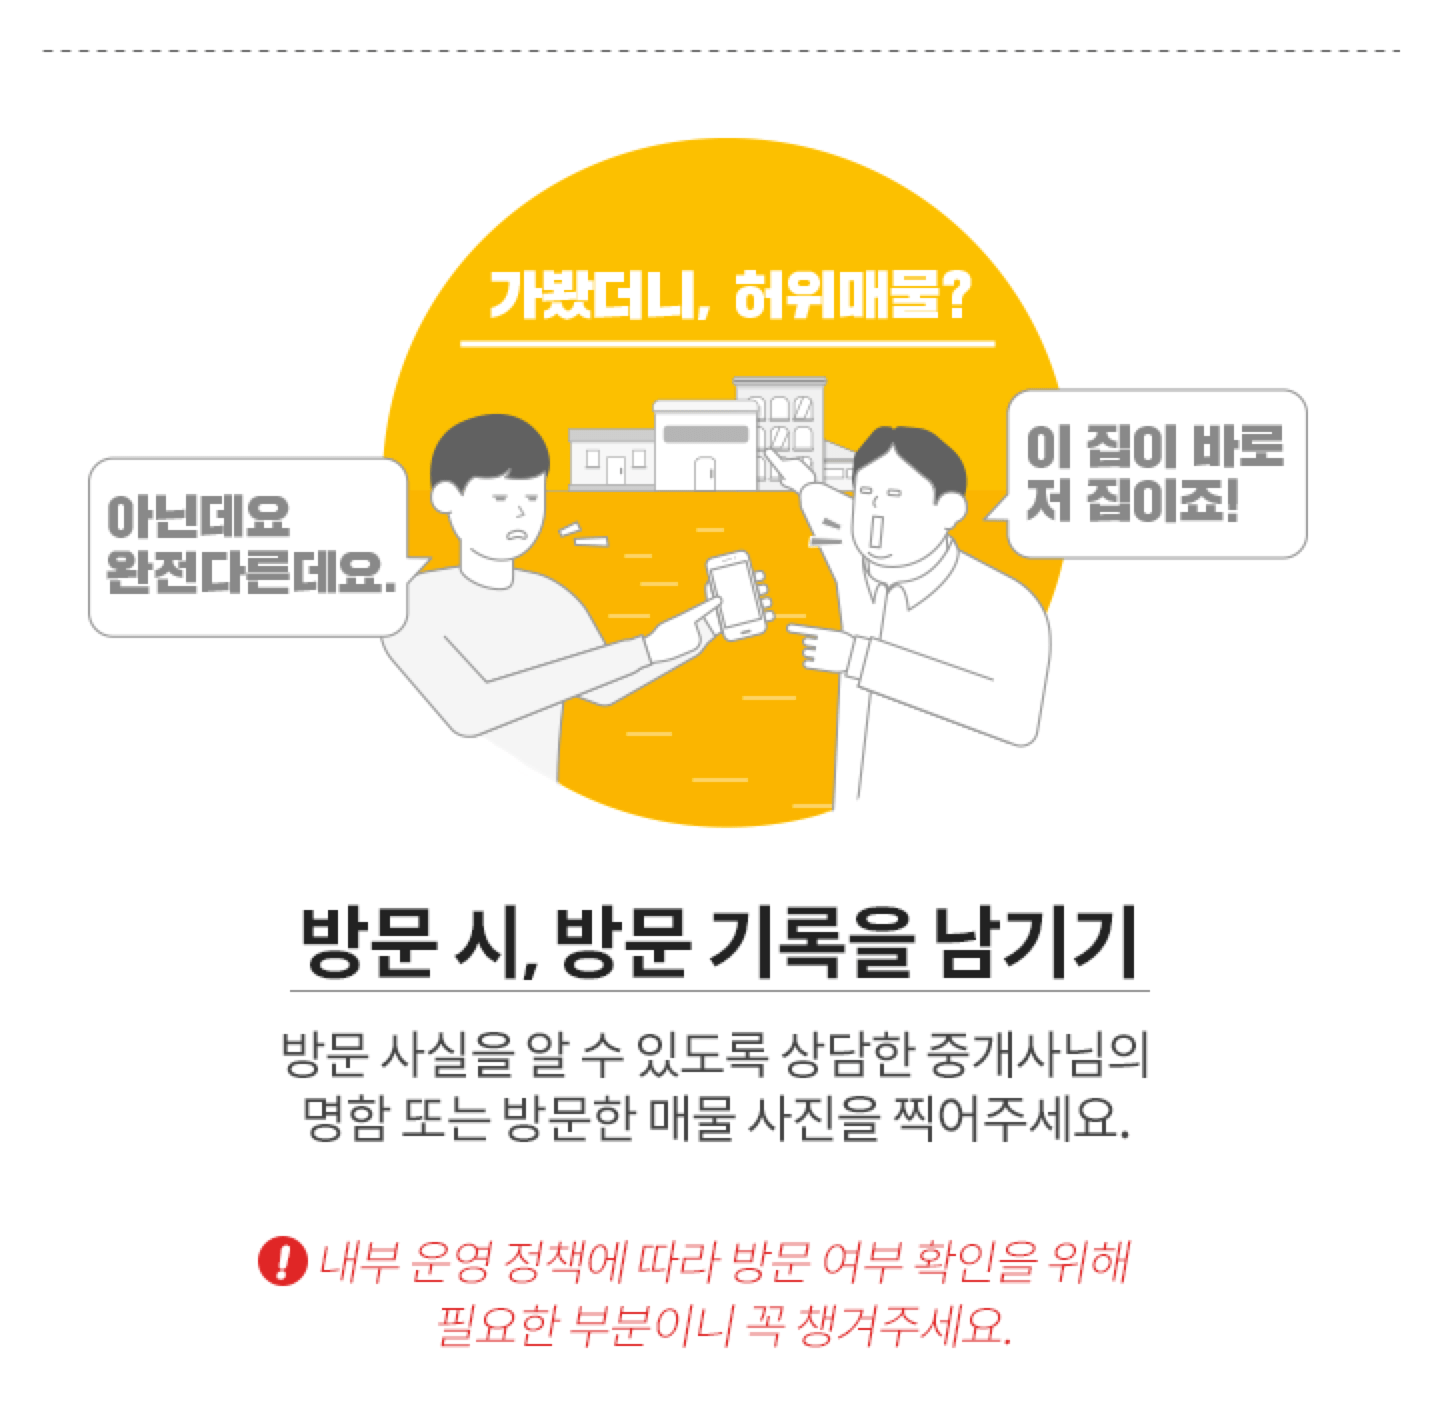 가봤더니, 허위매물?
이 집이 바로
저 집이죠!
아닌데요
완전다른데요.
방문 시, 방문 기록을 남기기
방문 사실을 알 수 있도록 상담한 중개사님의
명함 또는 방문한 매물 사진을 찍어주세요.
내부 운영 정책에 따라 방문 여부 확인을 위해
필요한 부분이니 꼭 챙겨주세요.